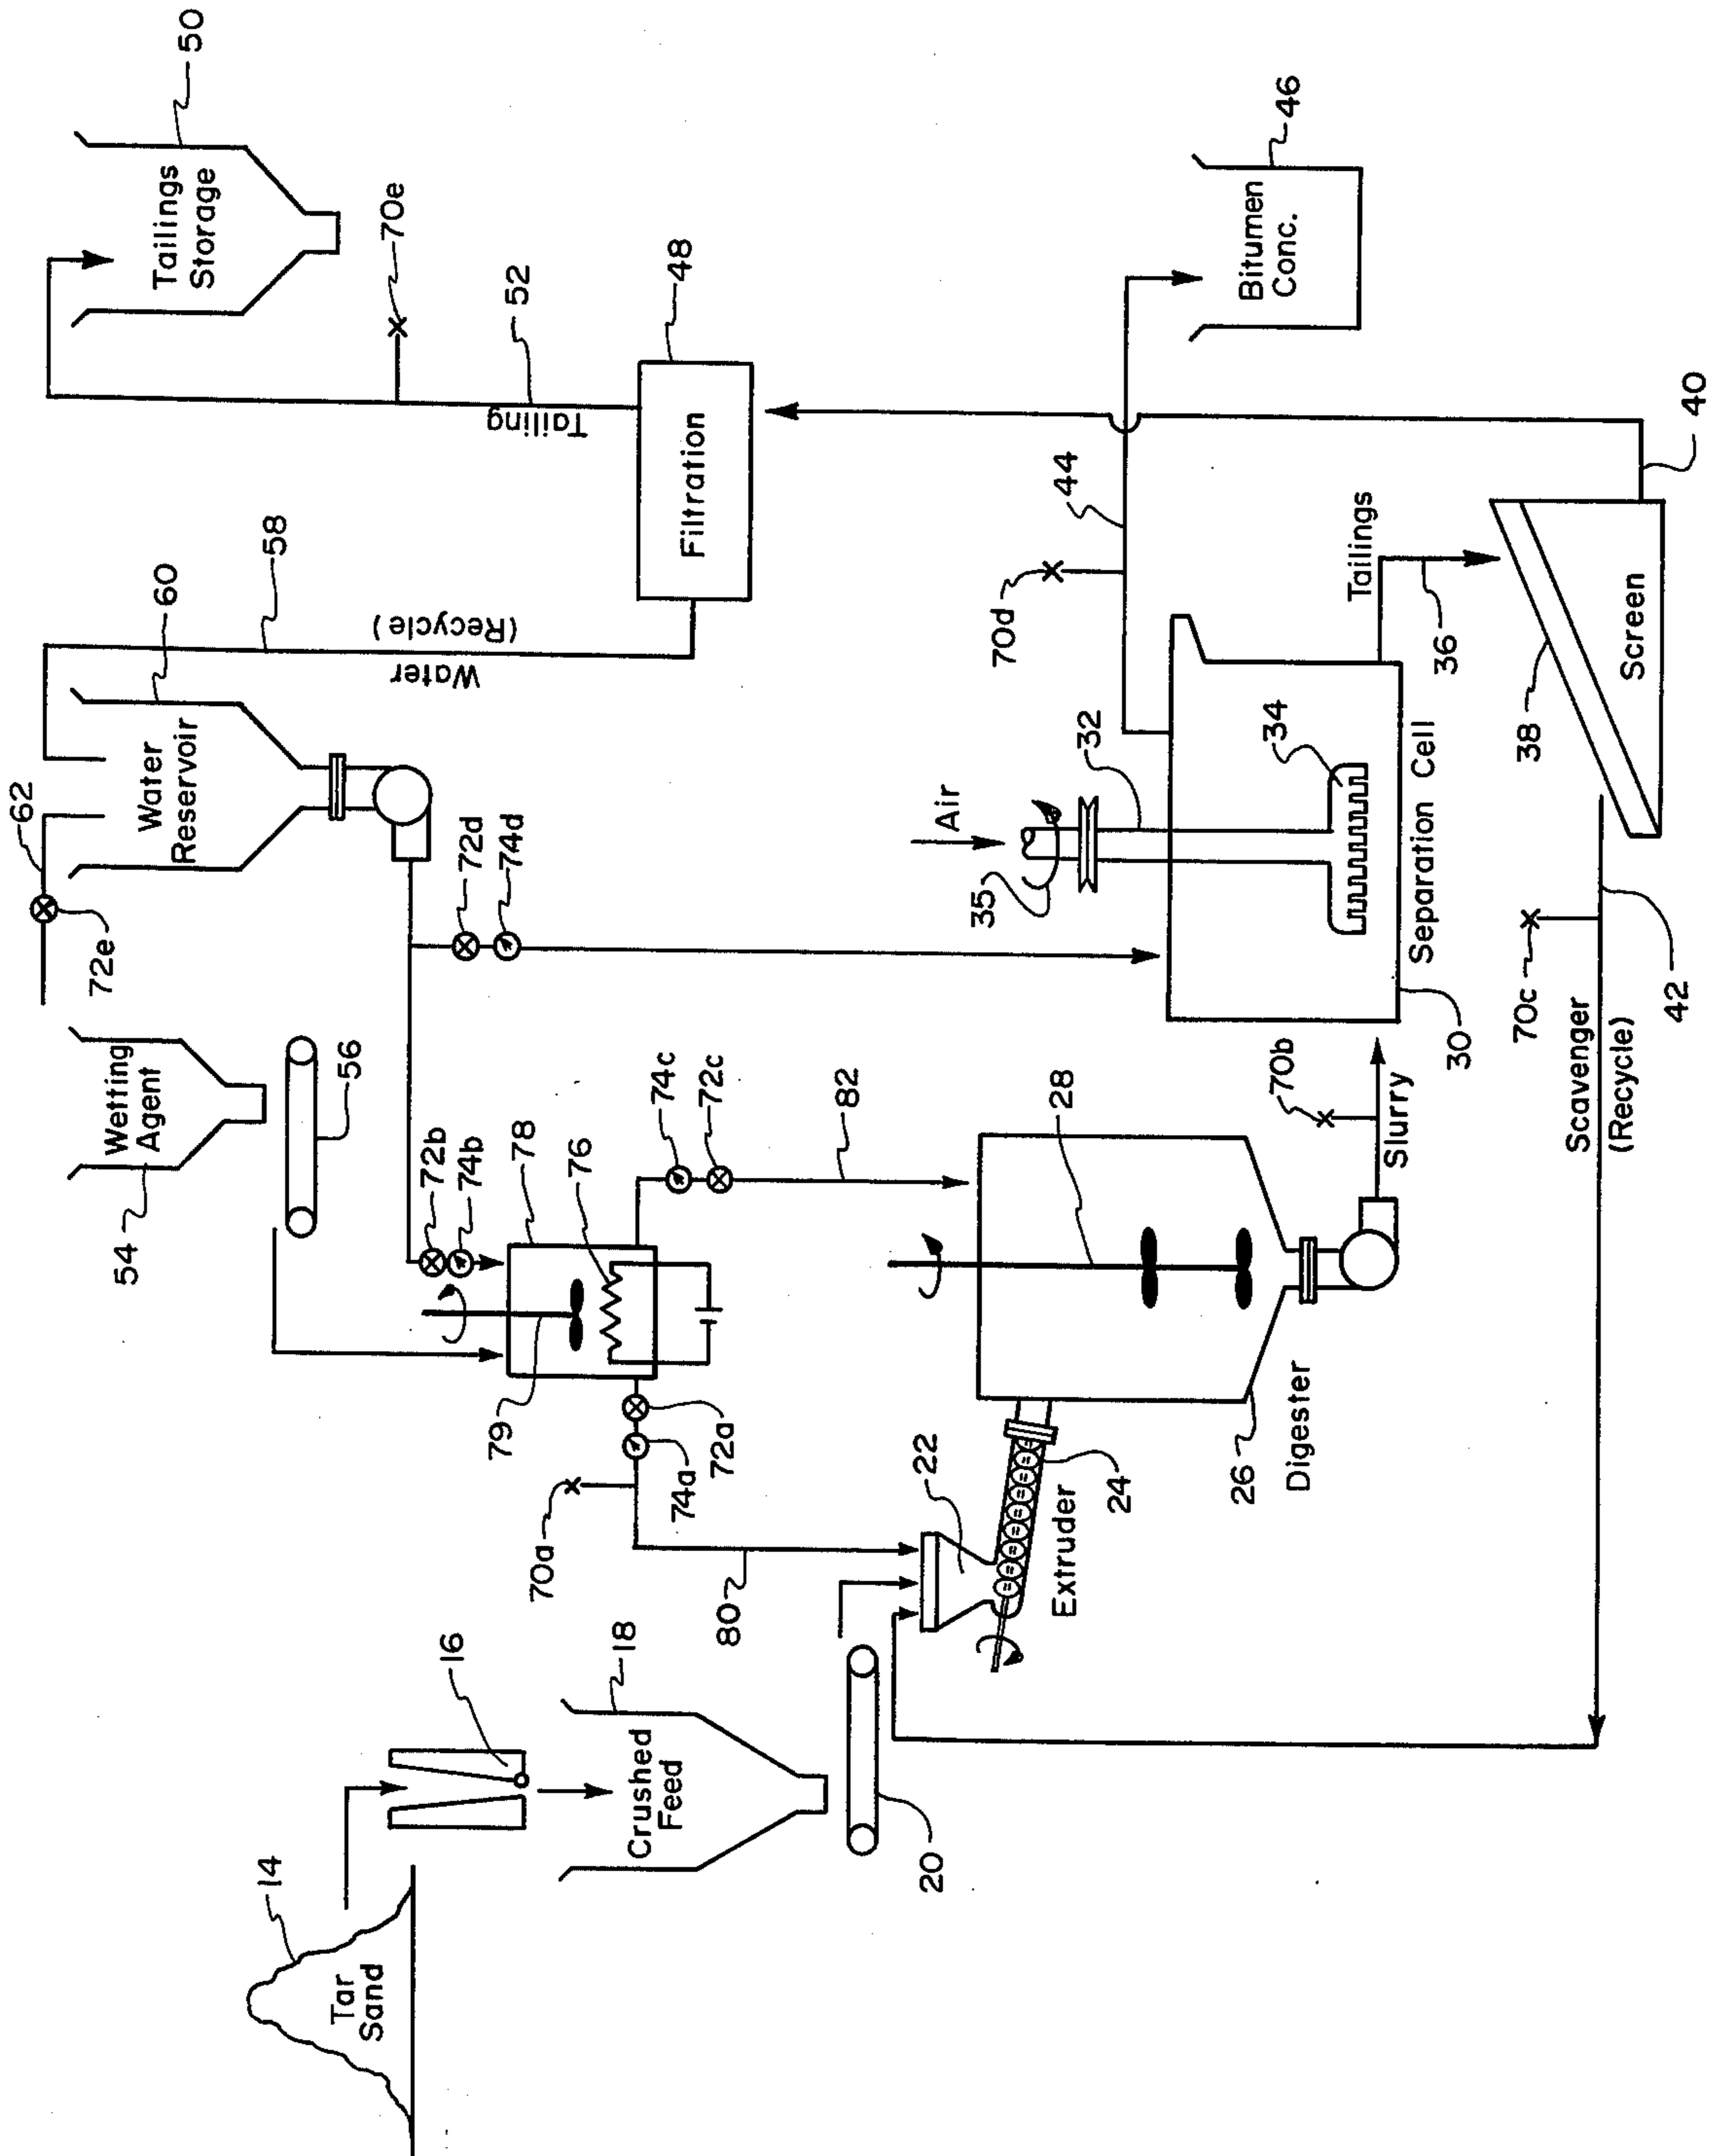 14
Tar
Sand
16
Crushed
Feed
18
20
22
Extruder
24
26
Digester
28
80
70a
74a
72a
79
76
78
72b
74b
74c
72c
82
54
Wetting
Agent
56
62
72e
Water
Reservoir
60
72d
74d
Water
(Recycle)
58
Filtration
48
Tailing
52
70e
Tailings
Storage
50
Slurry
70b
30
Separation Cell
Air
35
32
34
70d
44
Bitumen
Conc.
46
Tailings
36
38
Screen
40
42
70c
Scavenger
(Recycle)